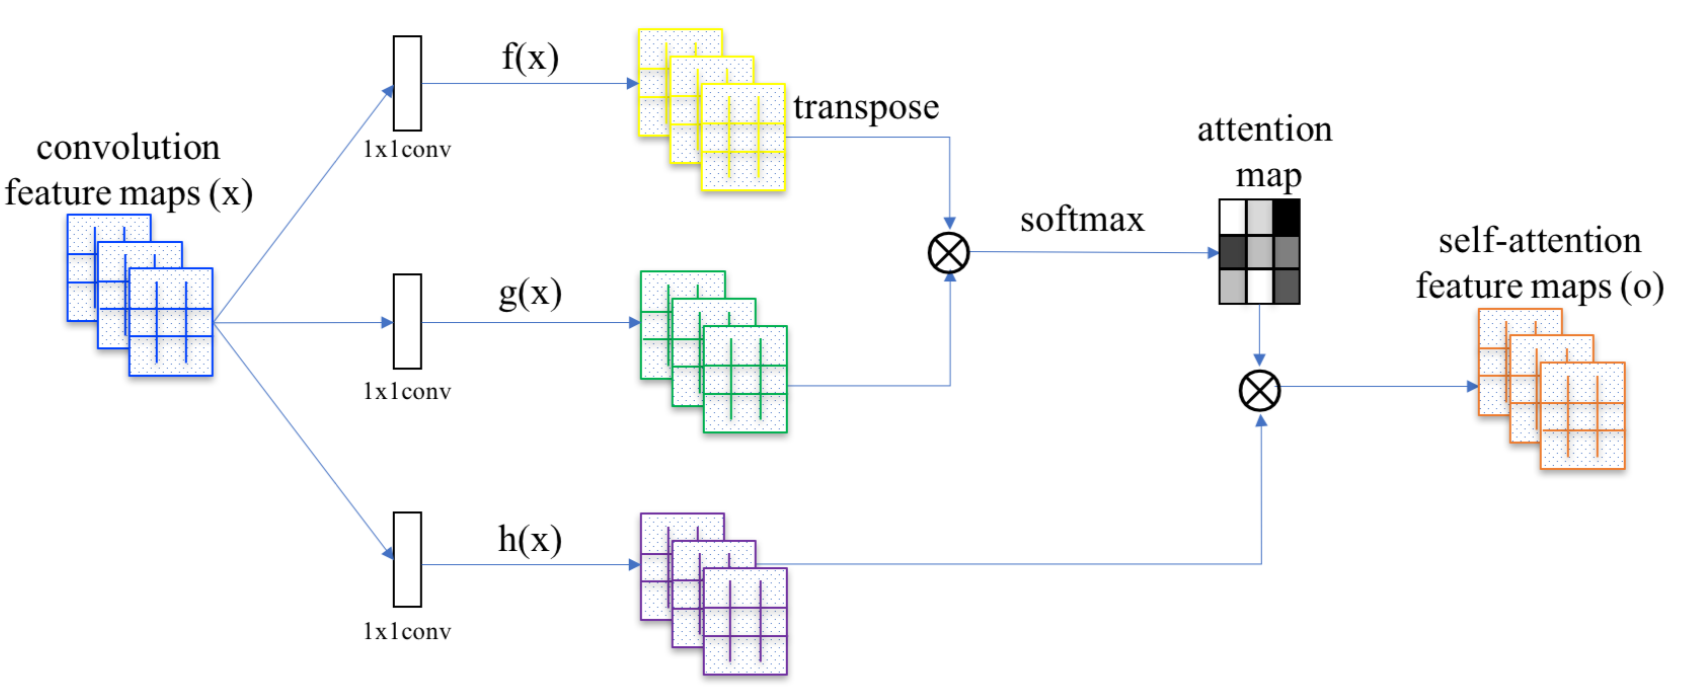 convolution
feature maps (x)
f(x)
1x1conv
transpose
g(x)
1x1conv
h(x)
1x1conv
softmax
attention
map
self-attention
feature maps (o)